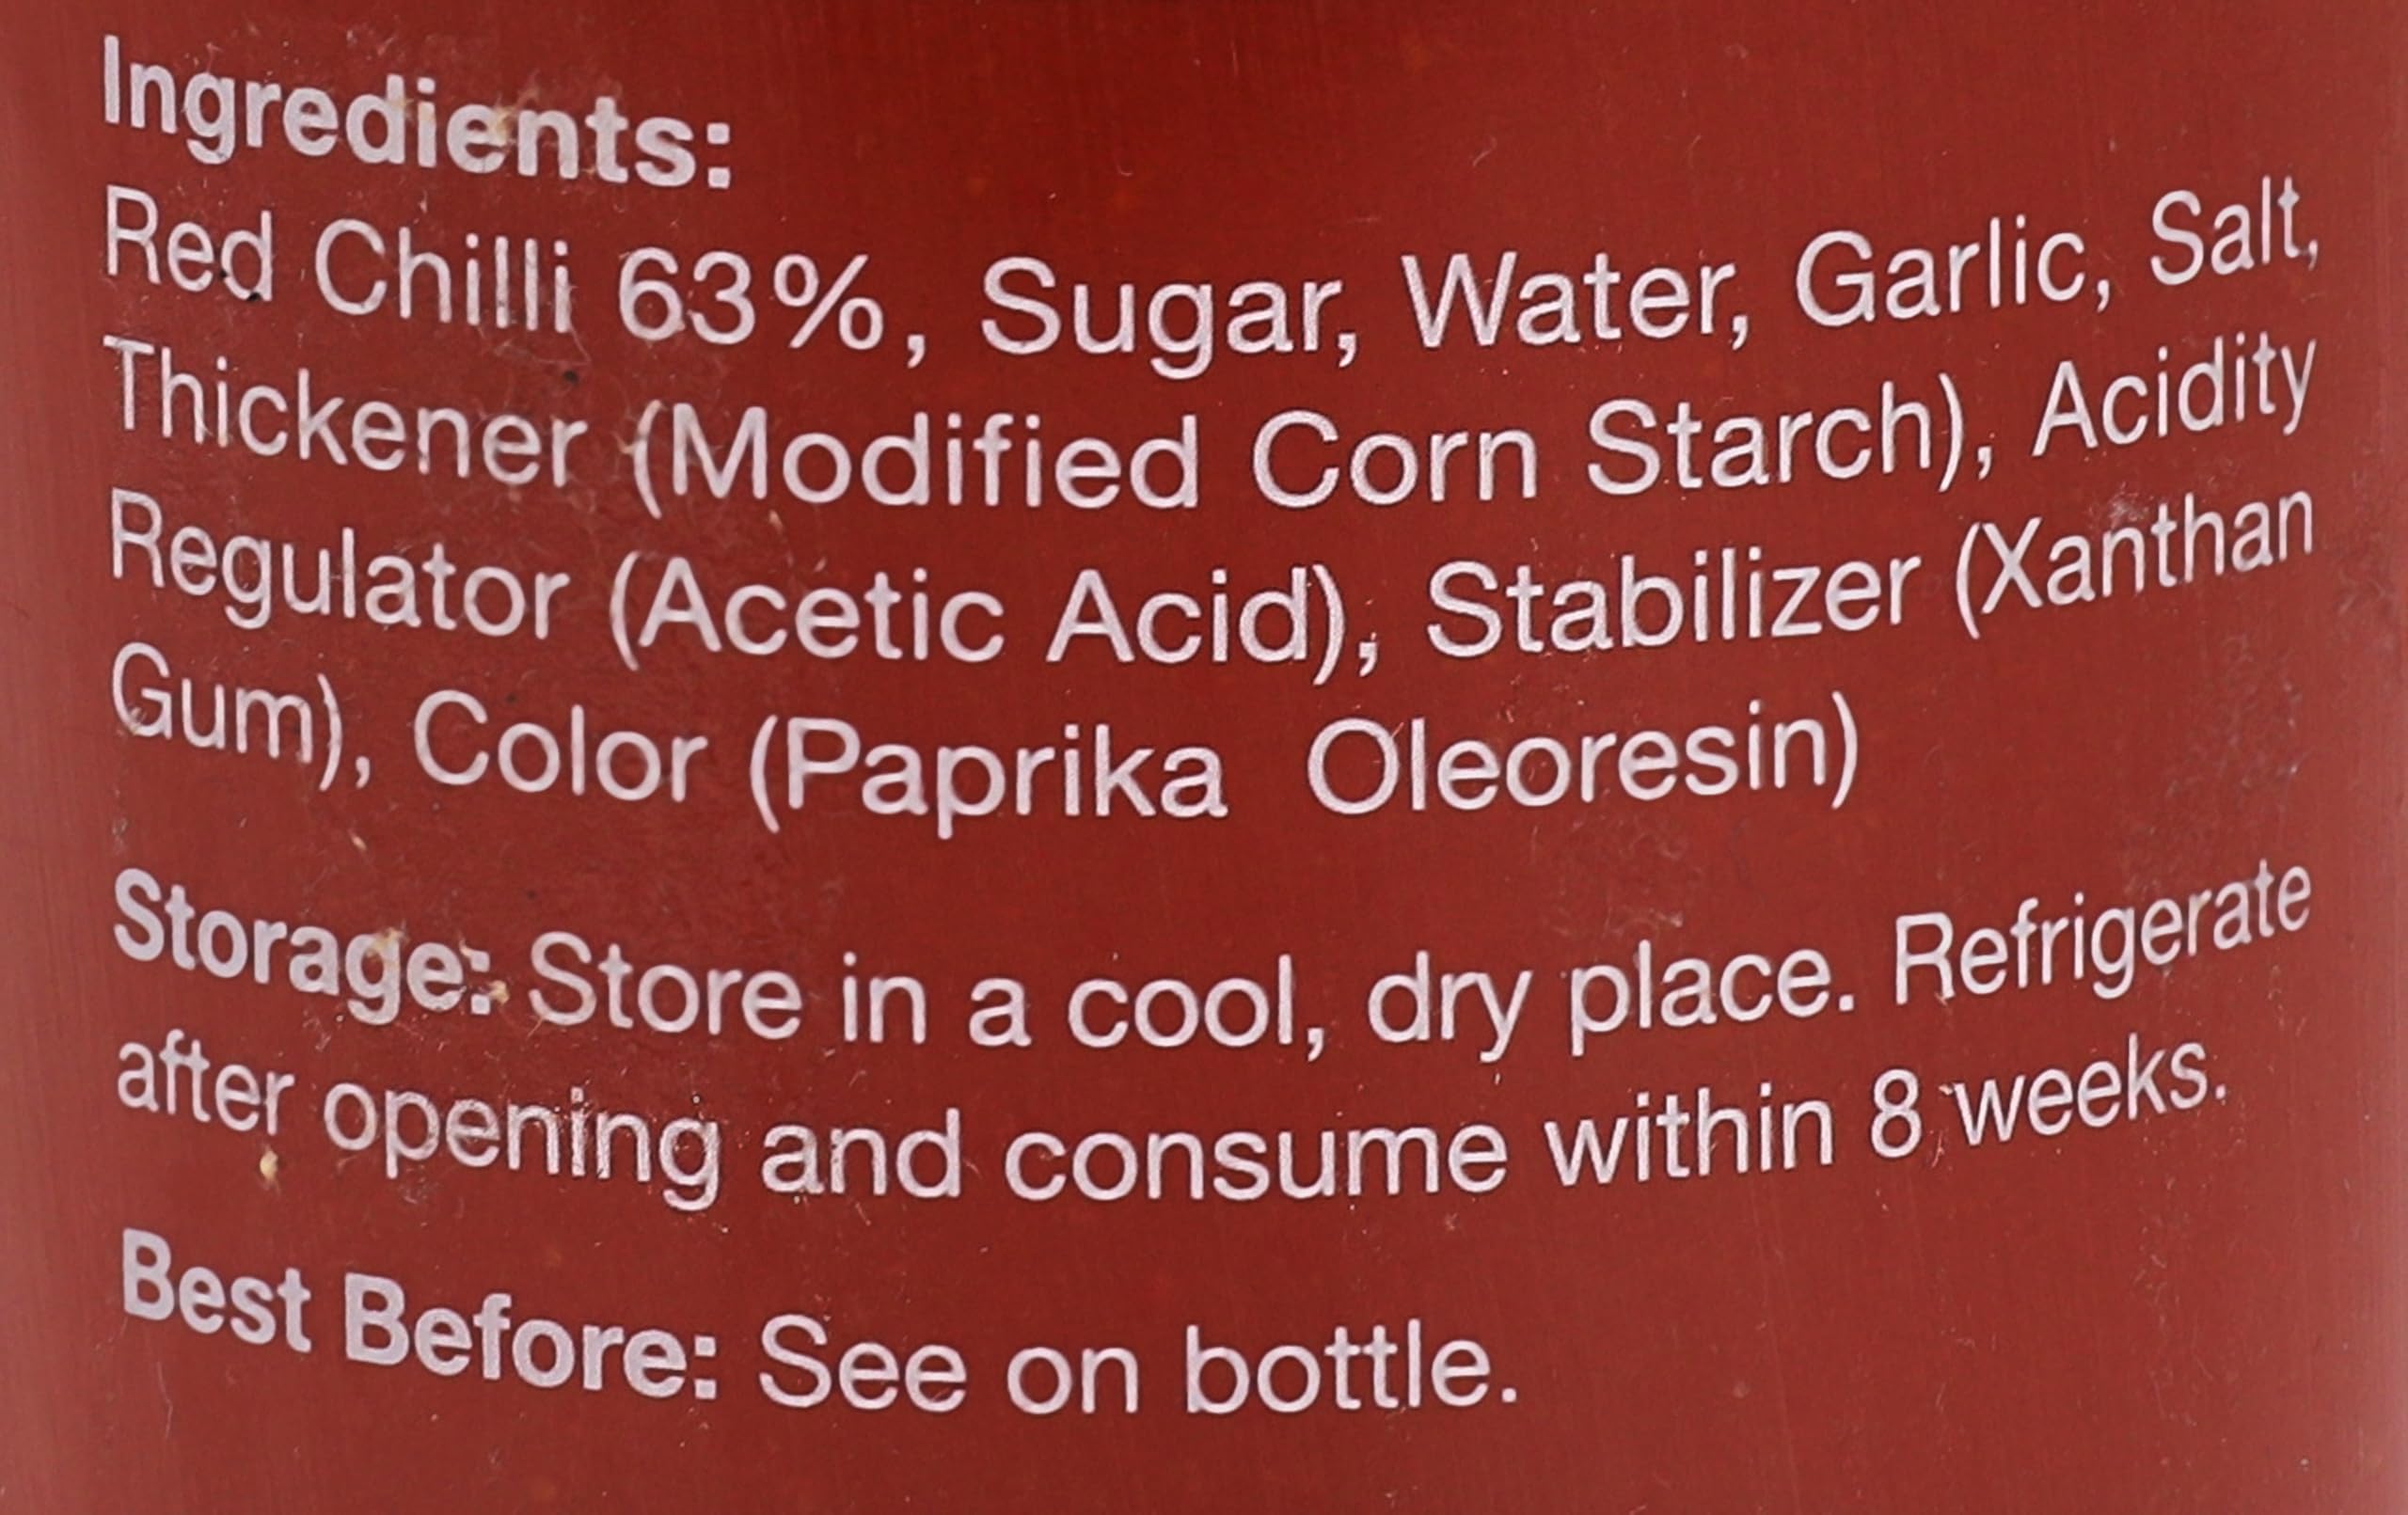 Ingredients:
Red Chilli 63%, Sugar, Water, Garlic, Salt,
Thickener (Modified Corn Starch), Acidity
Regulator (Acetic Acid), Stabilizer (Xanthan
Gum), Color (Paprika Oleoresin)
Storage: Store in a cool, dry place. Refrigerate
after opening and consume within 8 weeks.
Best Before: See on bottle.